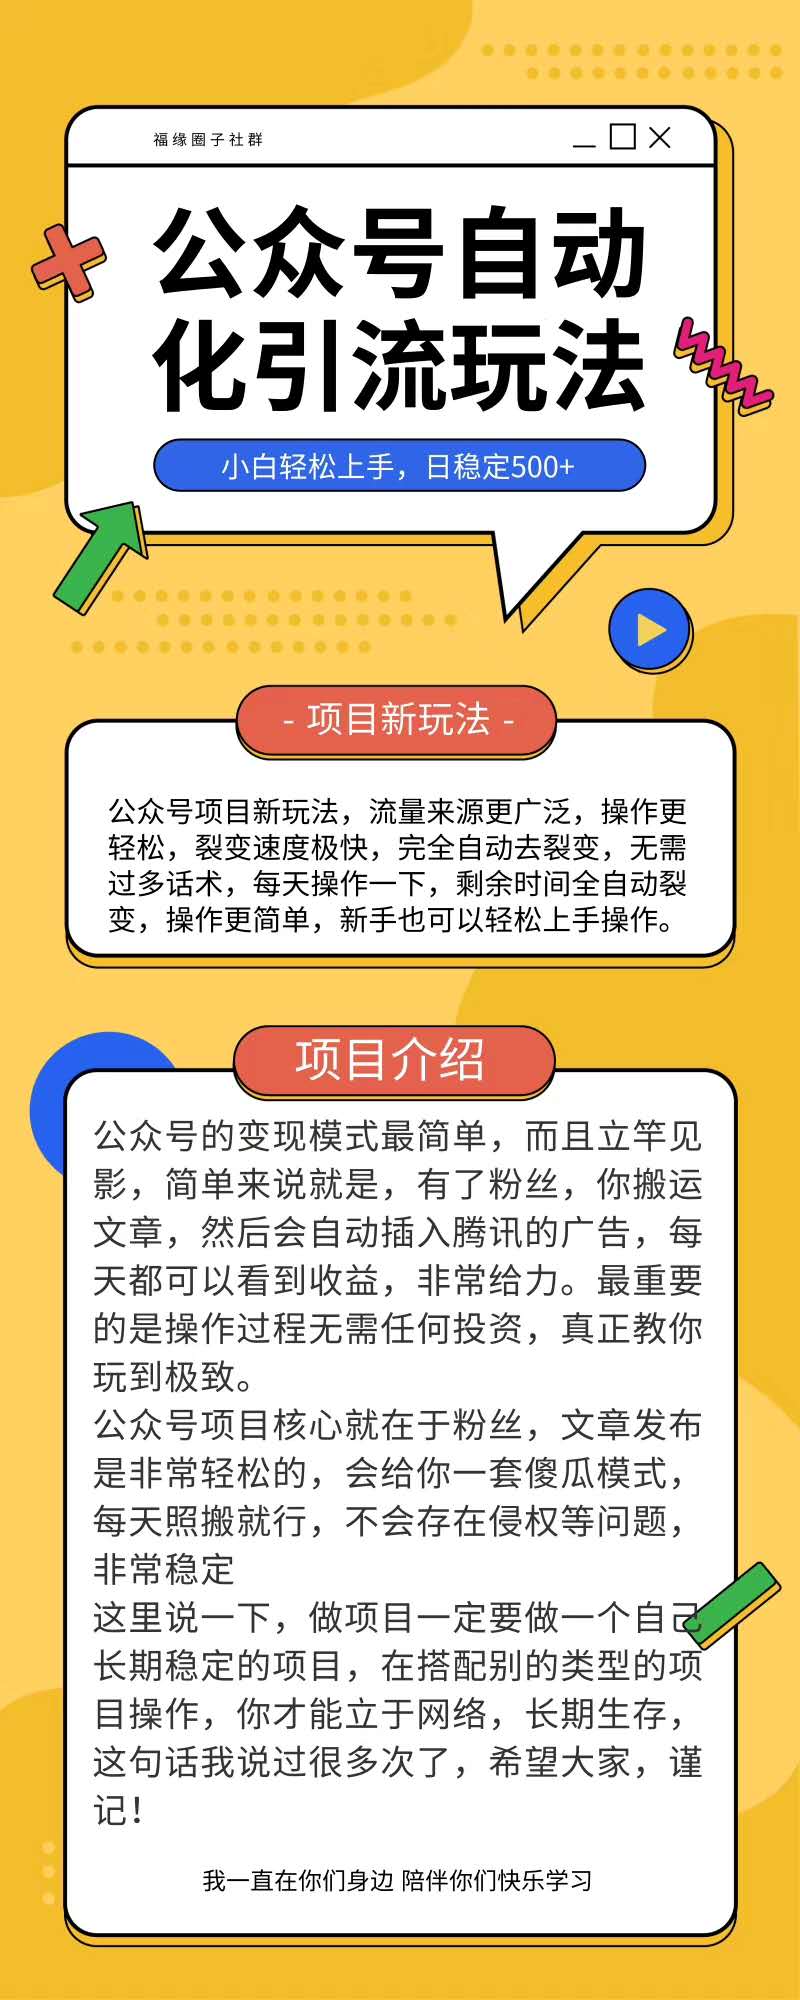 福缘圈子社群
公众号自动
化引流玩法
小白轻松上手，日稳定500+
- 项目新玩法 -
公众号项目新玩法，流量来源更广泛，操作更
轻松，裂变速度极快，完全自动去裂变，无需
过多话术，每天操作一下，剩余时间全自动裂
变，操作更简单，新手也可以轻松上手操作。
项目介绍
公众号的变现模式最简单，而且立竿见
影，简单来说就是，有了粉丝，你搬运
文章，然后会自动插入腾讯的广告，每
天都可以看到收益，非常给力。最重要
的是操作过程无需任何投资，真正教你
玩到极致。
公众号项目核心就在于粉丝，文章发布
是非常轻松的，会给你一套傻瓜模式，
每天照搬就行，不会存在侵权等问题，
非常稳定
这里说一下，做项目一定要做一个自己
长期稳定的项目，在搭配别的类型的项
目操作，你才能立于网络，长期生存，
这句话我说过很多次了，希望大家，谨
记！
我一直在你们身边 陪伴你们快乐学习